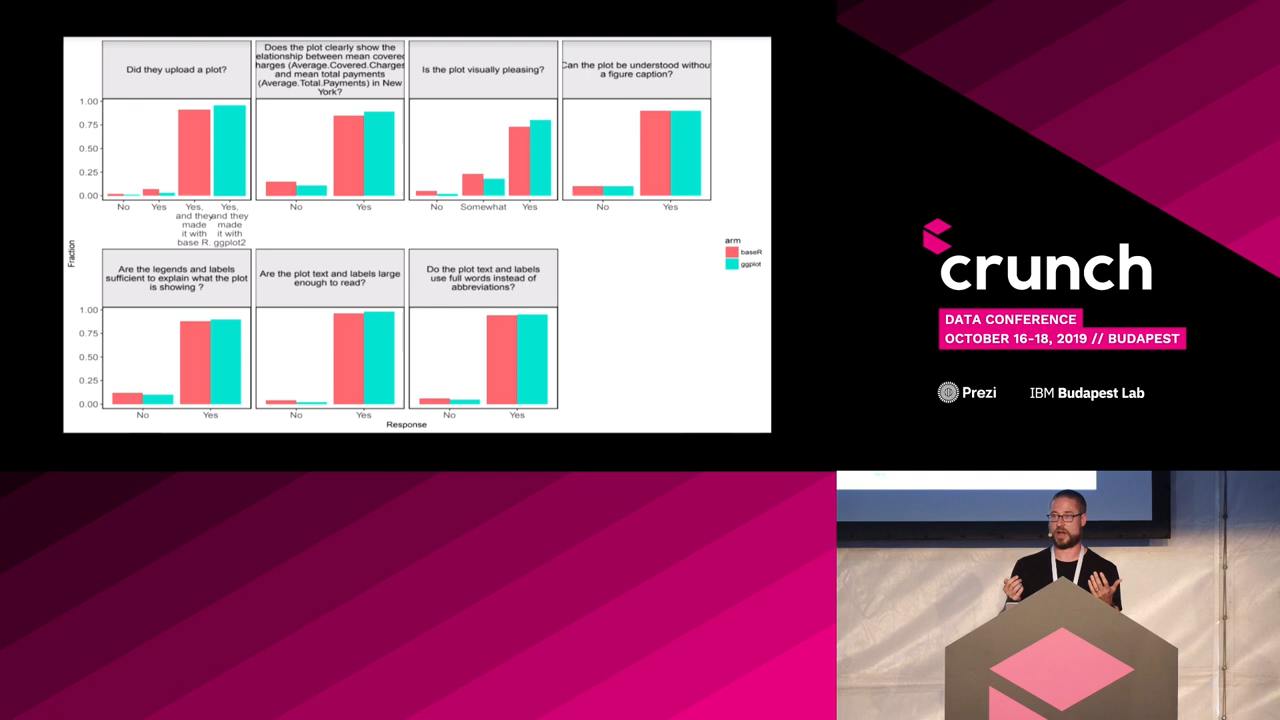 Did they upload a plot?
Does the plot clearly show the
elationship between mean covered
harges (Average.Covered.Charges
and mean total payments
(Average.Total.Payments) in New
York?
Is the plot visually pleasing?
Can the plot be understood withou
a figure caption?
1.00
0.75
0.50
0.25
0.00
No
Yes
Yes,
and they
made
it with
base R.
Yes,
and they
made
it with
ggplot2
No
Yes
No
Somewhat
Yes
No
Yes
Fraction
arm
baseR
ggplot
Are the legends and labels
sufficient to explain what the plot
is showing ?
Are the plot text and labels large
enough to read?
Do the plot text and labels
use full words instead of
abbreviations?
1.00
0.75
0.50
0.25
0.00
No
Yes
No
Yes
No
Yes
Response
crunch
DATA CONFERENCE
OCTOBER 16-18, 2019 // BUDAPEST
Prezi
IBM Budapest Lab